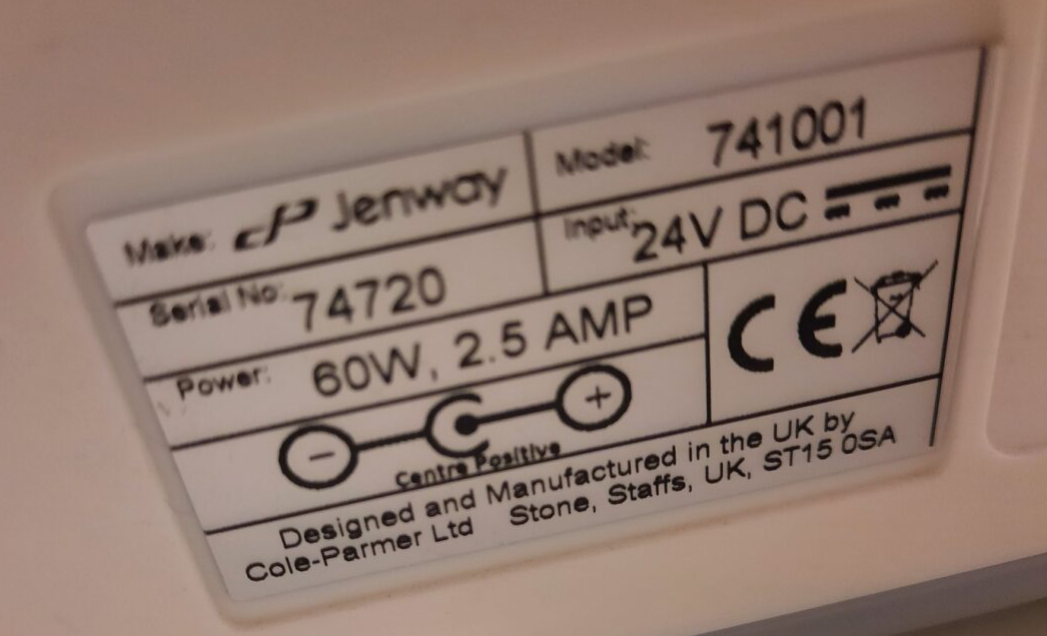 Make: Jenway
Model: 741001
Serial No: 74720
Input: 24V DC
Power: 60W, 2.5 AMP
CE
− +
Centre Positive
Designed and Manufactured in the UK by
Cole-Parmer Ltd Stone, Staffs, UK, ST15 0SA